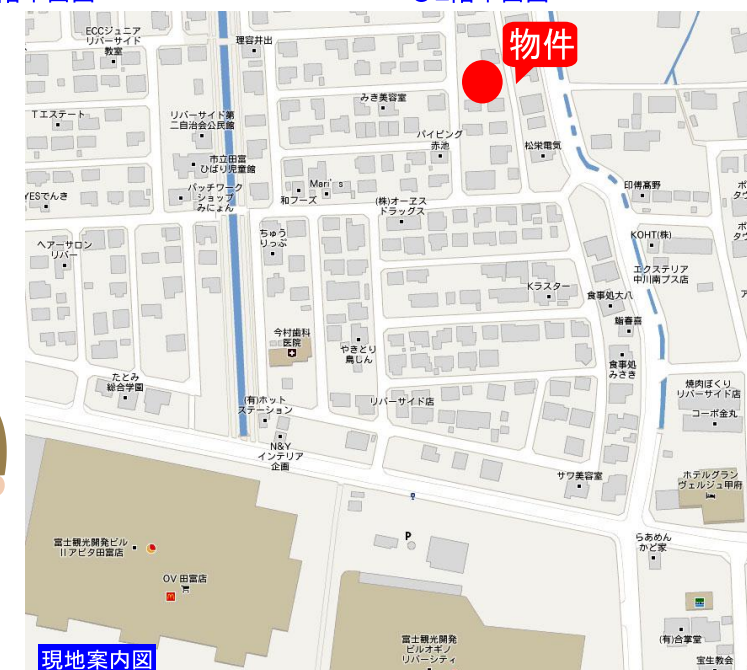 ECCジュニア
リバーサイド
教室
理容井出
物件
Tエステート
リバーサイド第
二自治会公民館
みき美容室
パイピング
赤池
松栄電気
市立田富
ひばり児童館
パッチワーク
ショップ
みにょん
YESでんき
和フーズ
Mari's
(株)オーエス
ドラッグス
印傳髙野
ヘアーサロン
リバー
ちゅう
りっぷ
KOHT(株)
エクステリア
中川南プス店
Kラスター
食事処大八
鮨春喜
今村歯科
医院
やきとり
鳥じん
食事処
みさき
たとみ
総合学園
(有)ホット
ステーション
リバーサイド店
焼肉ぼくり
リバーサイド店
コーポ金丸
N&Y
インテリア
企画
サワ美容室
ホテルグラン
ヴェルジュ甲府
富士観光開発ビル
IIアピタ田富店
P
らあめん
かど家
OV 田富店
富士観光開発
ビルオギノ
リバーシティ
(有)合掌堂
宝生教会
現地案内図